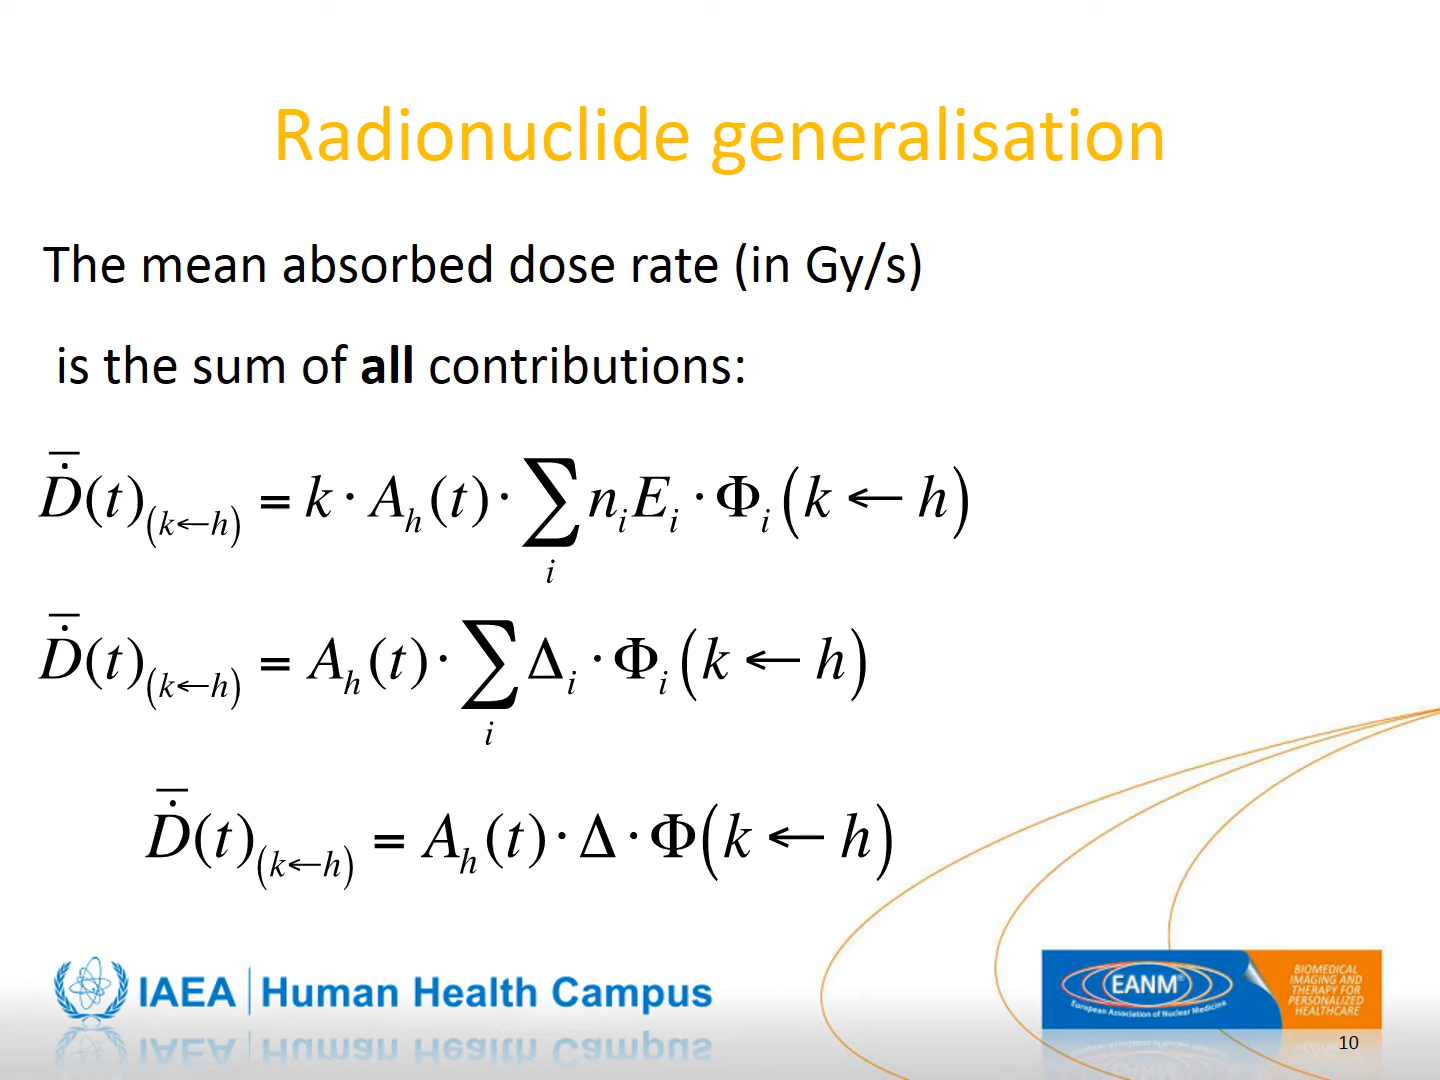 Radionuclide generalisation
The mean absorbed dose rate (in Gy/s)
is the sum of all contributions:
$\overline{\dot{D}}(t)_{(k \leftarrow h)} = k \cdot A_h(t) \cdot \sum_i n_i E_i \cdot \Phi_i (k \leftarrow h)$
$\overline{\dot{D}}(t)_{(k \leftarrow h)} = A_h(t) \cdot \sum_i \Delta_i \cdot \Phi_i (k \leftarrow h)$
$\overline{\dot{D}}(t)_{(k \leftarrow h)} = A_h(t) \cdot \Delta \cdot \Phi (k \leftarrow h)$
IAEA | Human Health Campus
EANM®
European Association of Nuclear Medicine
BIOMEDICAL
IMAGING AND
THERAPY FOR
PERSONALIZED
HEALTHCARE
10